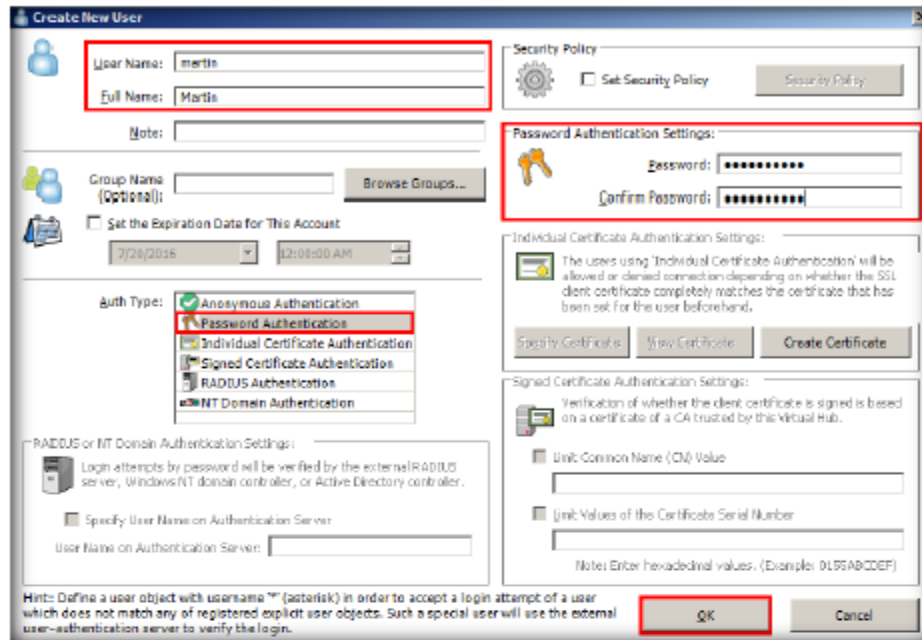 Create New User
User Name: martin
Full Name: Martin
Note:
Group Name
(Optional):
Browse Groups...
Set the Expiration Date for This Account
7/20/2016
12:00:00 AM
Auth Type:
Anonymous Authentication
Password Authentication
Individual Certificate Authentication
Signed Certificate Authentication
RADIUS Authentication
NT Domain Authentication
RADIUS or NT Domain Authentication Settings:
Login attempts by password will be verified by the external RADIUS
server, Windows NT domain controller, or Active Directory controller.
Specify User Name on Authentication Server
User Name on Authentication Server:
Hint: Define a user object with username "*" (asterisk) in order to accept a login attempt of a user
which does not match any of registered explicit user objects. Such a special user will use the external
user-authentication server to verify the login.
Security Policy
Set Security Policy
Security Policy
Password Authentication Settings:
Password: ●●●●●●●●●●
Confirm Password: ●●●●●●●●●●
Individual Certificate Authentication Settings:
The users using 'Individual Certificate Authentication' will be
allowed or denied connection depending on whether the SSL
client certificate completely matches the certificate that has
been set for the user beforehand.
Specify Certificate
View Certificate
Create Certificate
Signed Certificate Authentication Settings:
Verification of whether the client certificate is signed is based
on a certificate of a CA trusted by this Virtual Hub.
Limit Common Name (CN) Value
Limit Values of the Certificate Serial Number
Note: Enter hexadecimal values. (Example: 0155ABCDEF)
OK
Cancel